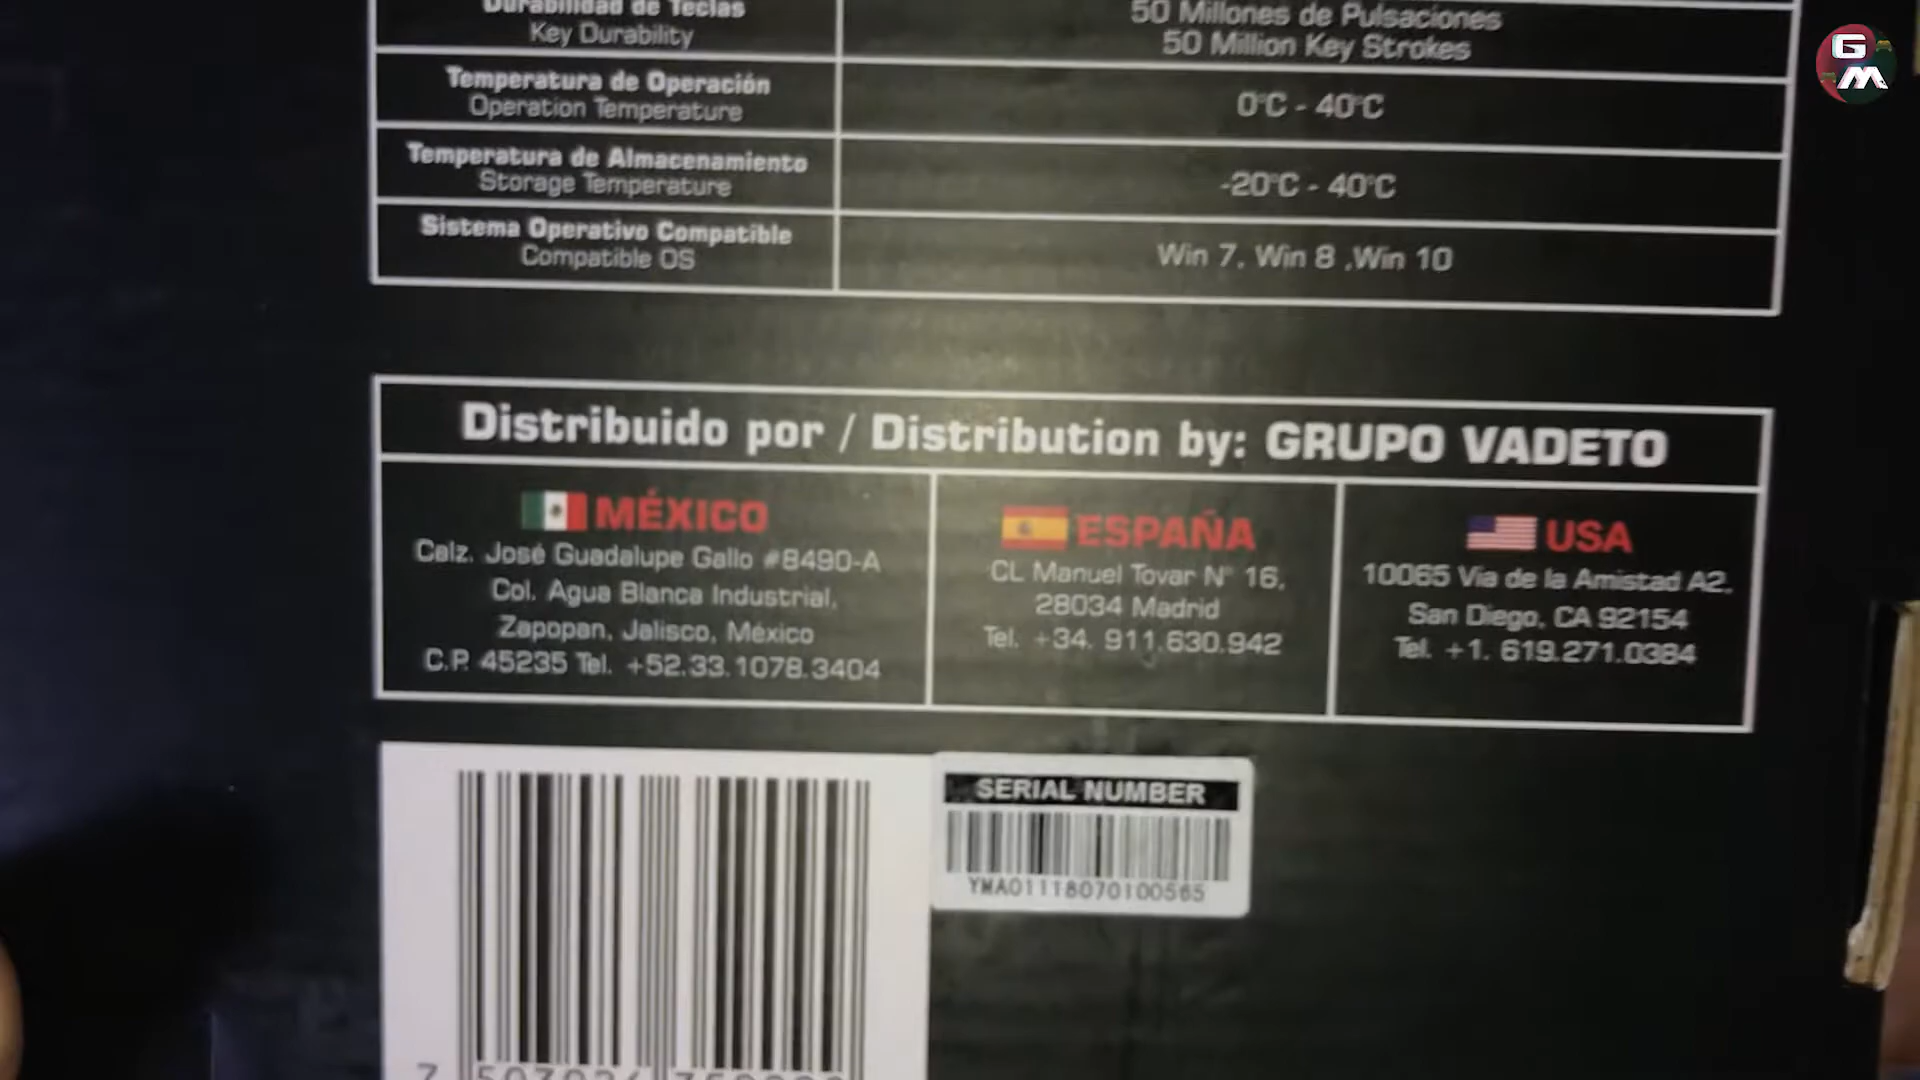 Durabilidad de Teclas
Key Durability
50 Millones de Pulsaciones
50 Million Key Strokes
Temperatura de Operación
Operation Temperature
0°C - 40°C
Temperatura de Almacenamiento
Storage Temperature
-20°C - 40°C
Sistema Operativo Compatible
Compatible OS
Win 7, Win 8 ,Win 10
Distribuido por / Distribution by: GRUPO VADETO
MÉXICO
Calz. José Guadalupe Gallo #8490-A
Col. Agua Blanca Industrial,
Zapopan, Jalisco, México
C.P. 45235 Tel. +52.33.1078.3404
ESPAÑA
CL Manuel Tovar N° 16,
28034 Madrid
Tel. +34. 911.630.942
USA
10065 Via de la Amistad A2,
San Diego, CA 92154
Tel. +1. 619.271.0384
SERIAL NUMBER
YWA01118070100565
GM